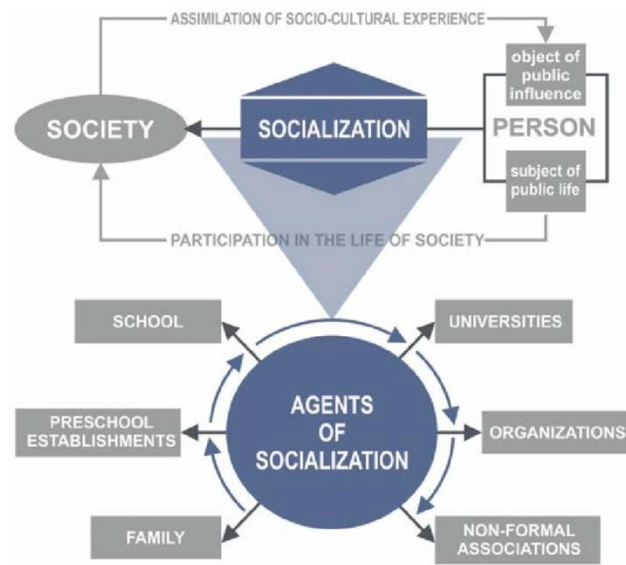 ASSIMILATION OF SOCIO-CULTURAL EXPERIENCE
object of
public
influence
SOCIETY
SOCIALIZATION
PERSON
subject of
public life
PARTICIPATION IN THE LIFE OF SOCIETY
SCHOOL
UNIVERSITIES
AGENTS
OF
SOCIALIZATION
PRESCHOOL
ESTABLISHMENTS
ORGANIZATIONS
FAMILY
NON-FORMAL
ASSOCIATIONS